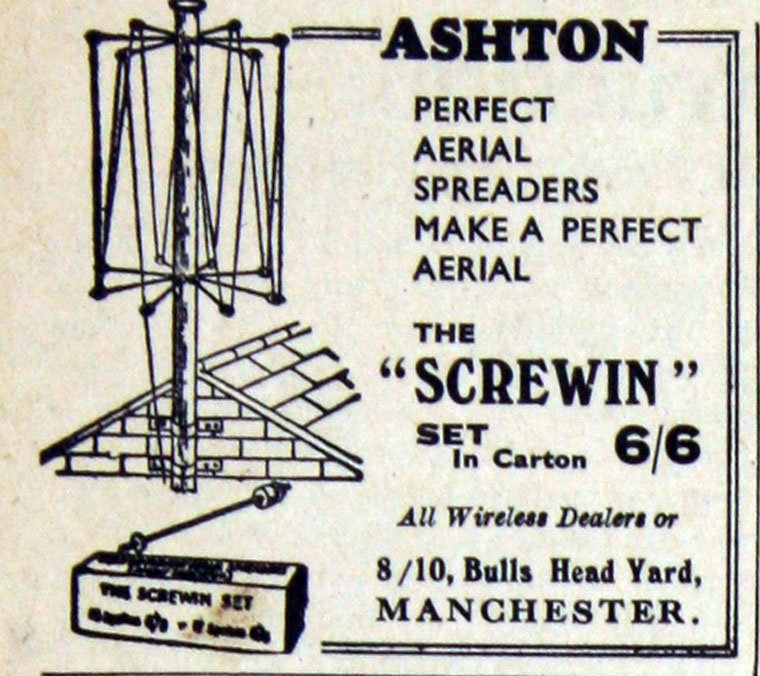 ASHTON
PERFECT
AERIAL
SPREADERS
MAKE A PERFECT
AERIAL
THE
"SCREWIN"
SET
In Carton 6/6
All Wireless Dealers or
8/10, Bulls Head Yard,
MANCHESTER.
THE SCREWIN SET